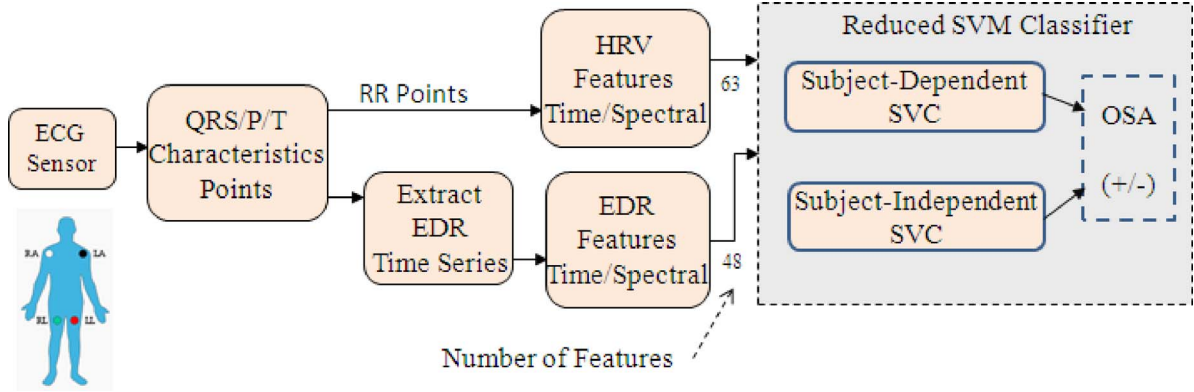 ECG
Sensor
QRS/P/T
Characteristics
Points
RR Points
HRV
Features
Time/Spectral
63
Extract
EDR
Time Series
EDR
Features
Time/Spectral
48
Number of Features
Reduced SVM Classifier
Subject-Dependent
SVC
Subject-Independent
SVC
OSA
(+/-)
RA
LA
RL
LL